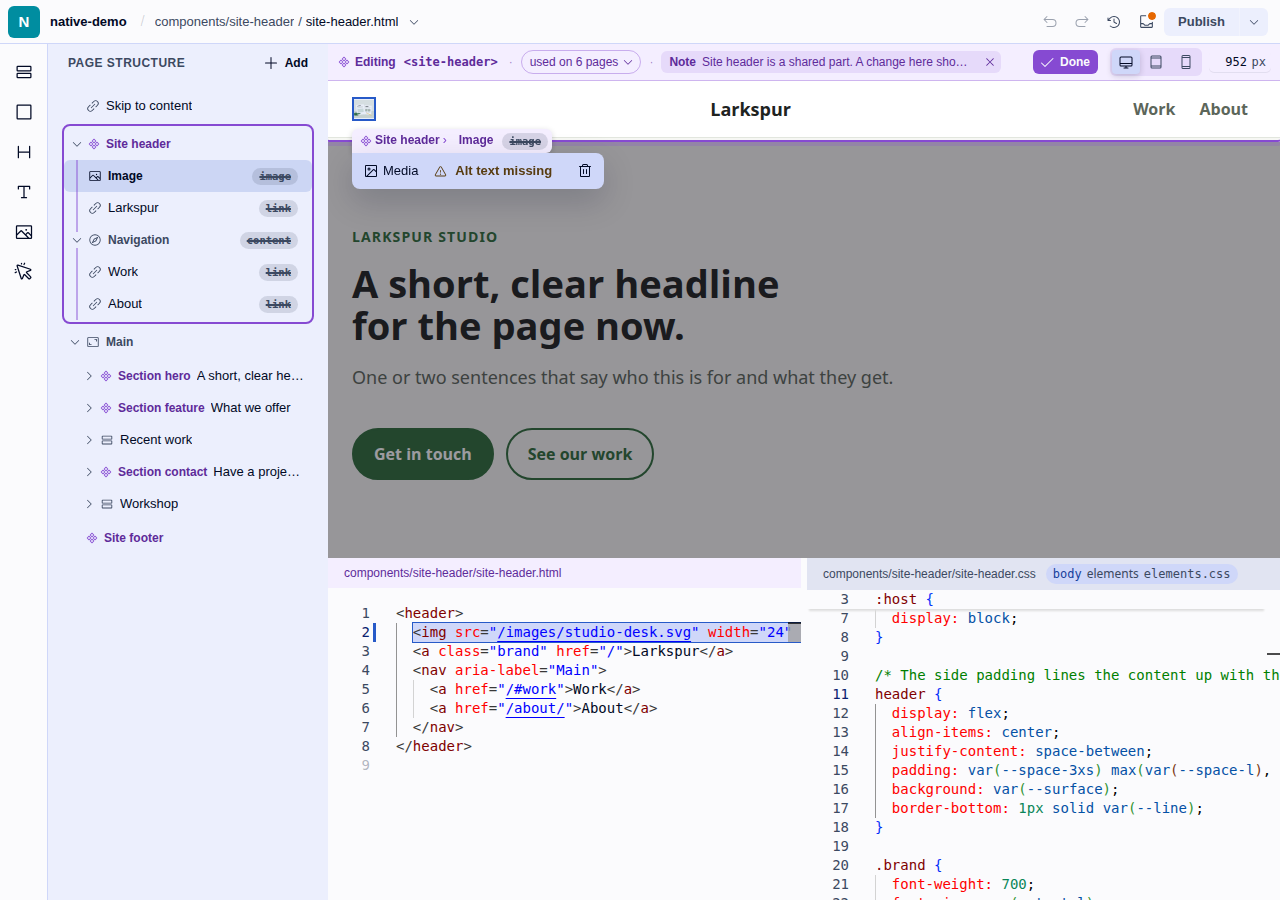 N native-demo / components/site-header / site-header.html Publish
PAGE STRUCTURE Add
Editing <site-header> · used on 6 pages · Note Site header is a shared part. A change here sho… Done 952 px
Skip to content
Site header
Image image
Larkspur link
Navigation content
Work link
About link
Main
Section hero A short, clear he…
Section feature What we offer
Recent work
Section contact Have a proje…
Workshop
Site footer
Larkspur Work About
Site header › Image image
Media Alt text missing
LARKSPUR STUDIO
A short, clear headline
for the page now.
One or two sentences that say who this is for and what they get.
Get in touch See our work
components/site-header/site-header.html
1 <header>
2 <img src="/images/studio-desk.svg" width="24"
3 <a class="brand" href="/">Larkspur</a>
4 <nav aria-label="Main">
5 <a href="/#work">Work</a>
6 <a href="/about/">About</a>
7 </nav>
8 </header>
9
components/site-header/site-header.css body elements elements.css
3 :host {
7 display: block;
8 }
9
10 /* The side padding lines the content up with th
11 header {
12 display: flex;
13 align-items: center;
14 justify-content: space-between;
15 padding: var(--space-3xs) max(var(--space-l),
16 background: var(--surface);
17 border-bottom: 1px solid var(--line);
18 }
19
20 .brand {
21 font-weight: 700;